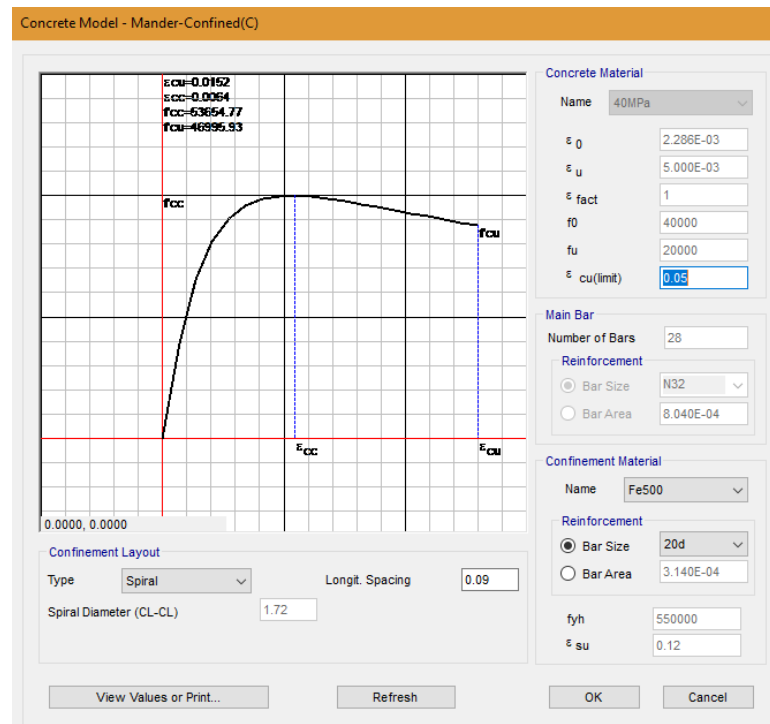 Concrete Model - Mander-Confined(C)
εcu=0.0152
εcc=0.0064
fcc=53654.77
fcu=46995.93
fcc
fcu
εcc
εcu
0.0000, 0.0000
Concrete Material
Name 40MPa
ε 0 2.286E-03
ε u 5.000E-03
ε fact 1
f0 40000
fu 20000
ε cu(limit) 0.05
Main Bar
Number of Bars 28
Reinforcement
Bar Size N32
Bar Area 8.040E-04
Confinement Material
Name Fe500
Reinforcement
Bar Size 20d
Bar Area 3.140E-04
fyh 550000
ε su 0.12
Confinement Layout
Type Spiral Longit. Spacing 0.09
Spiral Diameter (CL-CL) 1.72
View Values or Print... Refresh OK Cancel